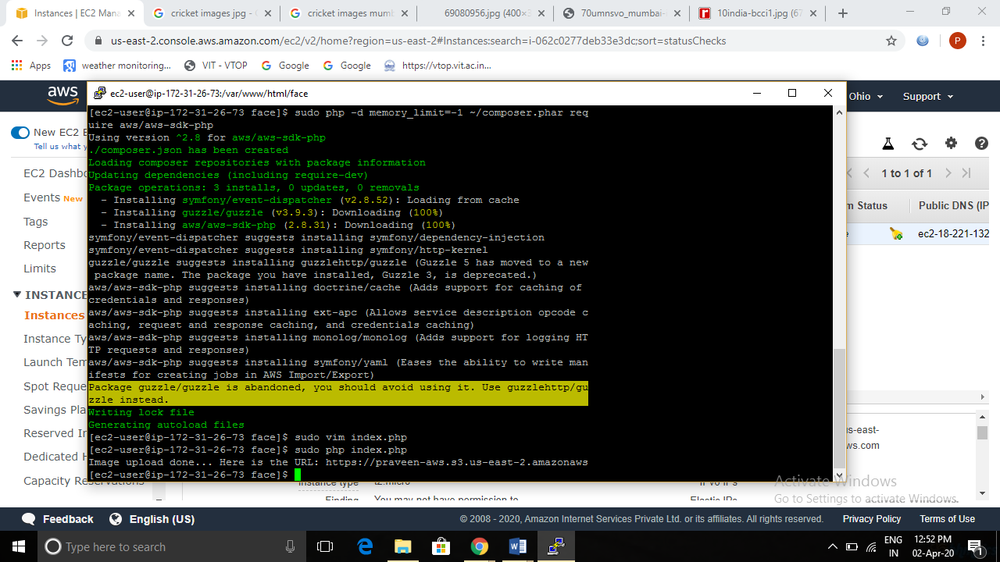 Instances | EC2 Mana
cricket images jpg - G
cricket images mumb
69080956.jpg (400×3
70umnsvo_mumbai-
10india-bcci1.jpg (67
us-east-2.console.aws.amazon.com/ec2/v2/home?region=us-east-2#Instances:search=i-062c0277deb33e3dc;sort=statusChecks
P
Apps
weather monitoring...
VIT - VTOP
Google
Google
https://vtop.vit.ac.in...
aws
Ohio
Support
ec2-user@ip-172-31-26-73:/var/www/html/face
New EC2 E
Tell us what y
EC2 Dashbo
Events New
Tags
Reports
Limits
INSTANCE
Instances
Instance Ty
Launch Tem
Spot Reque
Savings Pla
Reserved In
Dedicated H
Capacity Reservations
[ec2-user@ip-172-31-26-73 face]$ sudo php -d memory_limit=-1 ~/composer.phar req
uire aws/aws-sdk-php
Using version ^2.8 for aws/aws-sdk-php
./composer.json has been created
Loading composer repositories with package information
Updating dependencies (including require-dev)
Package operations: 3 installs, 0 updates, 0 removals
- Installing symfony/event-dispatcher (v2.8.52): Loading from cache
- Installing guzzle/guzzle (v3.9.3): Downloading (100%)
- Installing aws/aws-sdk-php (2.8.31): Downloading (100%)
symfony/event-dispatcher suggests installing symfony/dependency-injection
symfony/event-dispatcher suggests installing symfony/http-kernel
guzzle/guzzle suggests installing guzzlehttp/guzzle (Guzzle 5 has moved to a new
package name. The package you have installed, Guzzle 3, is deprecated.)
aws/aws-sdk-php suggests installing doctrine/cache (Adds support for caching of
credentials and responses)
aws/aws-sdk-php suggests installing ext-apc (Allows service description opcode c
aching, request and response caching, and credentials caching)
aws/aws-sdk-php suggests installing monolog/monolog (Adds support for logging HT
TP requests and responses)
aws/aws-sdk-php suggests installing symfony/yaml (Eases the ability to write man
ifests for creating jobs in AWS Import/Export)
Package guzzle/guzzle is abandoned, you should avoid using it. Use guzzlehttp/gu
zzle instead.
Writing lock file
Generating autoload files
[ec2-user@ip-172-31-26-73 face]$ sudo vim index.php
[ec2-user@ip-172-31-26-73 face]$ sudo php index.php
Image upload done... Here is the URL: https://praveen-aws.s3.us-east-2.amazonaws
[ec2-user@ip-172-31-26-73 face]$
1 to 1 of 1
m Status
Public DNS (IP
e
ec2-18-221-132
us-east-
ws.com
Instance type
t2.micro
IPv6 IPs
Finding
You may not have permission to
Elastic IPs
Activate Windows
Go to Settings to activate Windows.
Feedback
English (US)
© 2008 - 2020, Amazon Internet Services Private Ltd. or its affiliates. All rights reserved.
Privacy Policy
Terms of Use
Type here to search
ENG
IN
12:52 PM
02-Apr-20
1